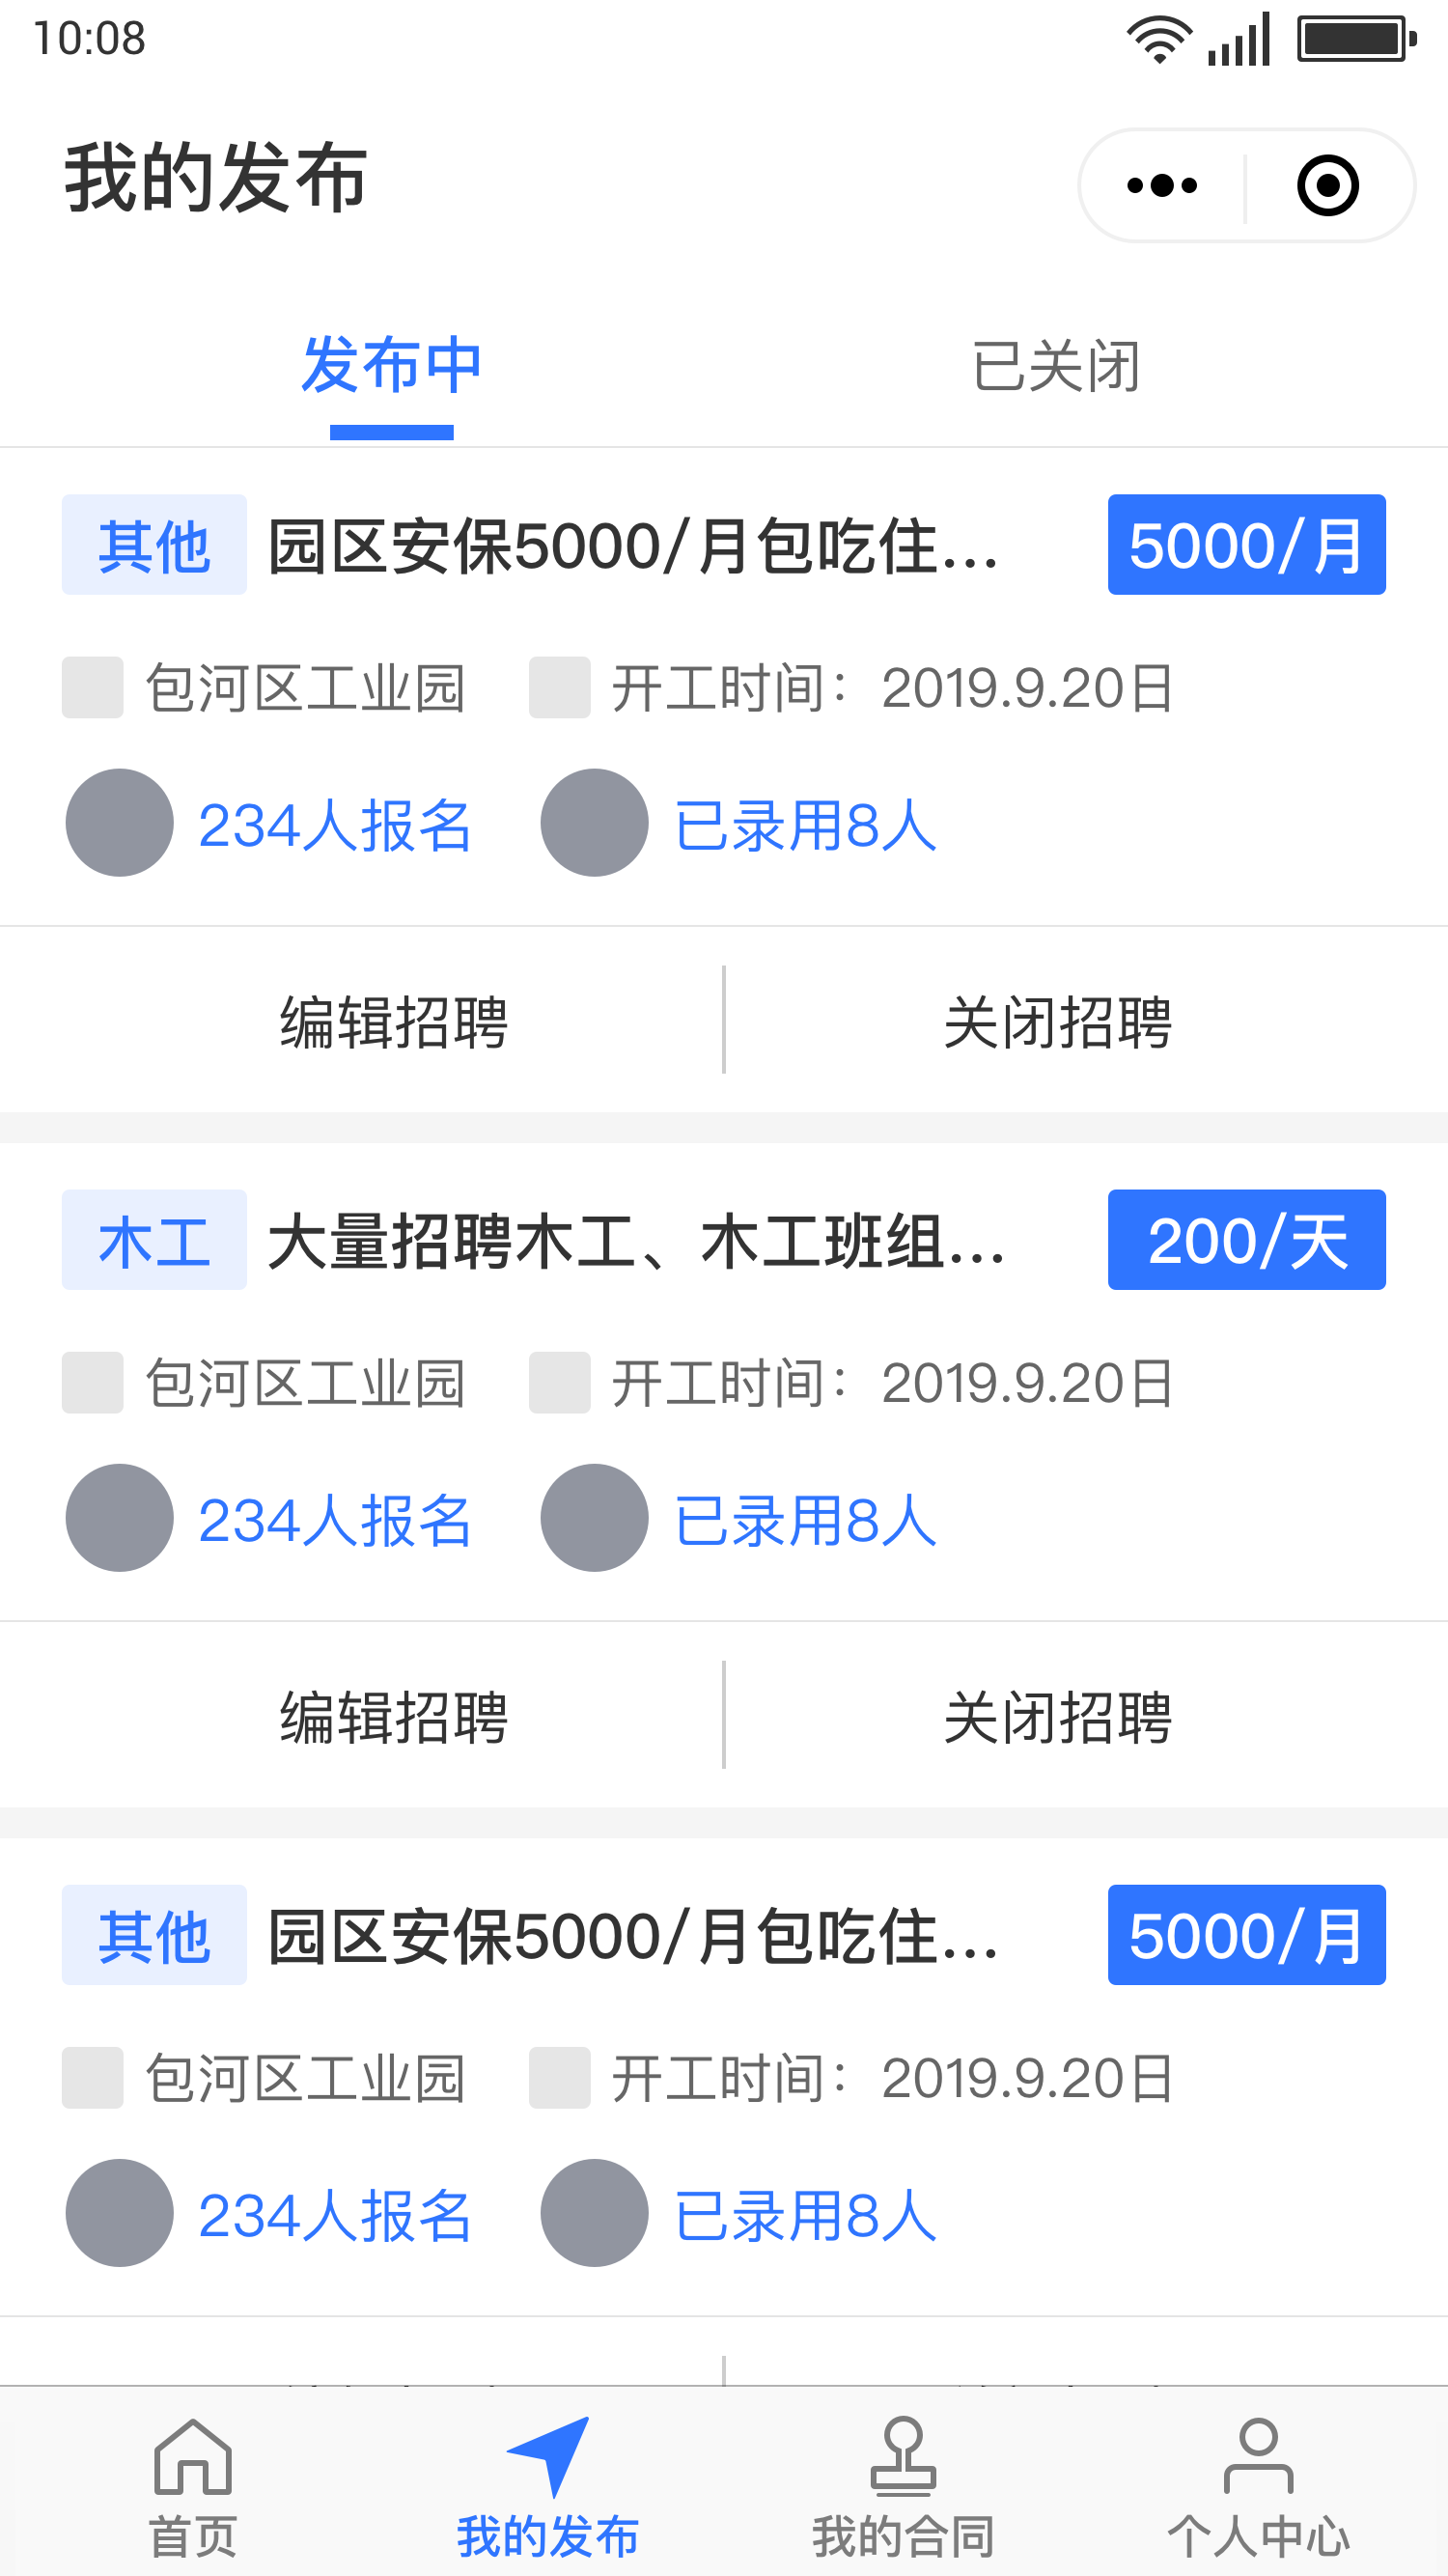 10:08
我的发布
发布中 已关闭
其他 园区安保5000/月包吃住... 5000/月
包河区工业园 开工时间：2019.9.20日
234人报名 已录用8人
编辑招聘 关闭招聘
木工 大量招聘木工、木工班组... 200/天
包河区工业园 开工时间：2019.9.20日
234人报名 已录用8人
编辑招聘 关闭招聘
其他 园区安保5000/月包吃住... 5000/月
包河区工业园 开工时间：2019.9.20日
234人报名 已录用8人
首页 我的发布 我的合同 个人中心